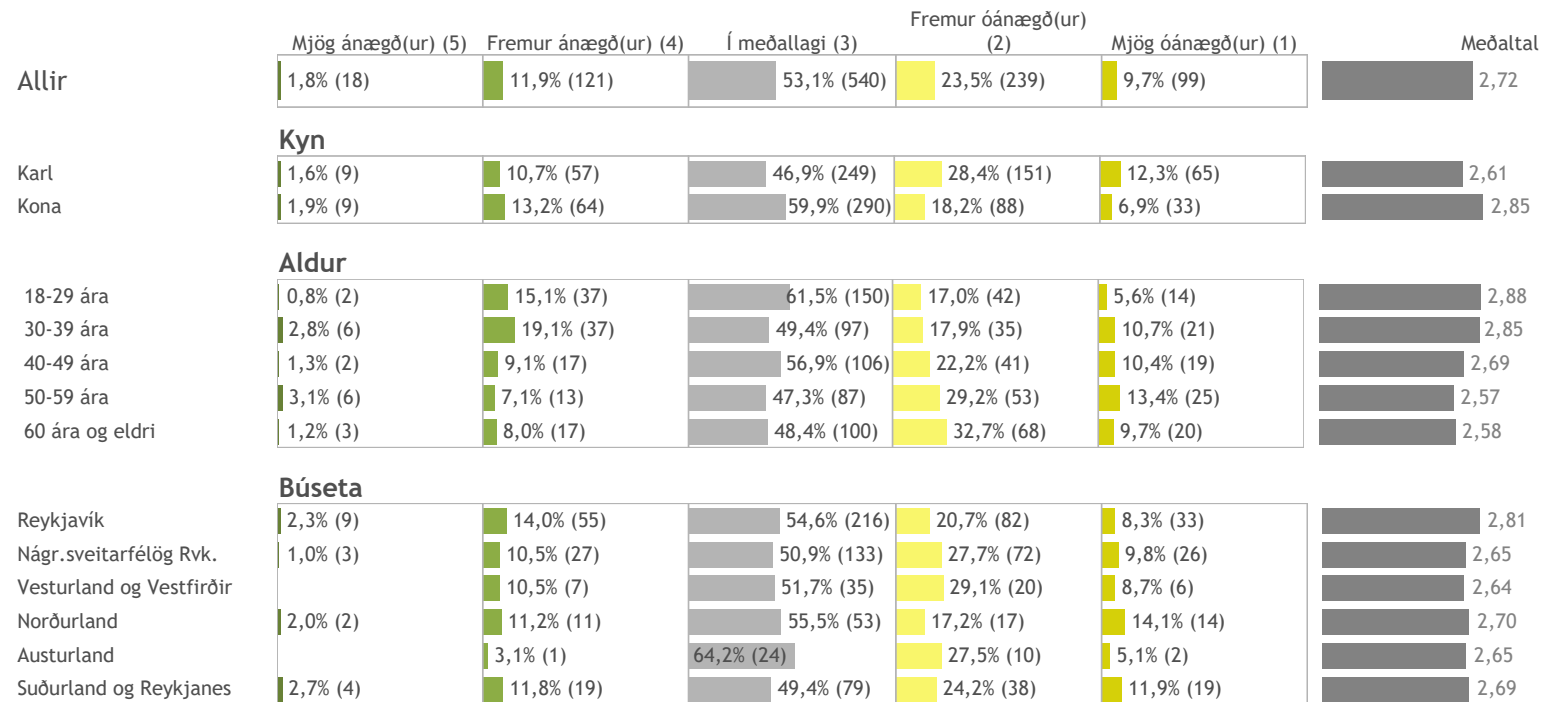 Mjög ánægð(ur) (5) Fremur ánægð(ur) (4) Í meðallagi (3) Fremur óánægð(ur) (2) Mjög óánægð(ur) (1) Meðaltal
Allir 1,8% (18) 11,9% (121) 53,1% (540) 23,5% (239) 9,7% (99) 2,72
Kyn
Karl 1,6% (9) 10,7% (57) 46,9% (249) 28,4% (151) 12,3% (65) 2,61
Kona 1,9% (9) 13,2% (64) 59,9% (290) 18,2% (88) 6,9% (33) 2,85
Aldur
18-29 ára 0,8% (2) 15,1% (37) 61,5% (150) 17,0% (42) 5,6% (14) 2,88
30-39 ára 2,8% (6) 19,1% (37) 49,4% (97) 17,9% (35) 10,7% (21) 2,85
40-49 ára 1,3% (2) 9,1% (17) 56,9% (106) 22,2% (41) 10,4% (19) 2,69
50-59 ára 3,1% (6) 7,1% (13) 47,3% (87) 29,2% (53) 13,4% (25) 2,57
60 ára og eldri 1,2% (3) 8,0% (17) 48,4% (100) 32,7% (68) 9,7% (20) 2,58
Búseta
Reykjavík 2,3% (9) 14,0% (55) 54,6% (216) 20,7% (82) 8,3% (33) 2,81
Nágr.sveitarfélög Rvk. 1,0% (3) 10,5% (27) 50,9% (133) 27,7% (72) 9,8% (26) 2,65
Vesturland og Vestfirðir 10,5% (7) 51,7% (35) 29,1% (20) 8,7% (6) 2,64
Norðurland 2,0% (2) 11,2% (11) 55,5% (53) 17,2% (17) 14,1% (14) 2,70
Austurland 3,1% (1) 64,2% (24) 27,5% (10) 5,1% (2) 2,65
Suðurland og Reykjanes 2,7% (4) 11,8% (19) 49,4% (79) 24,2% (38) 11,9% (19) 2,69